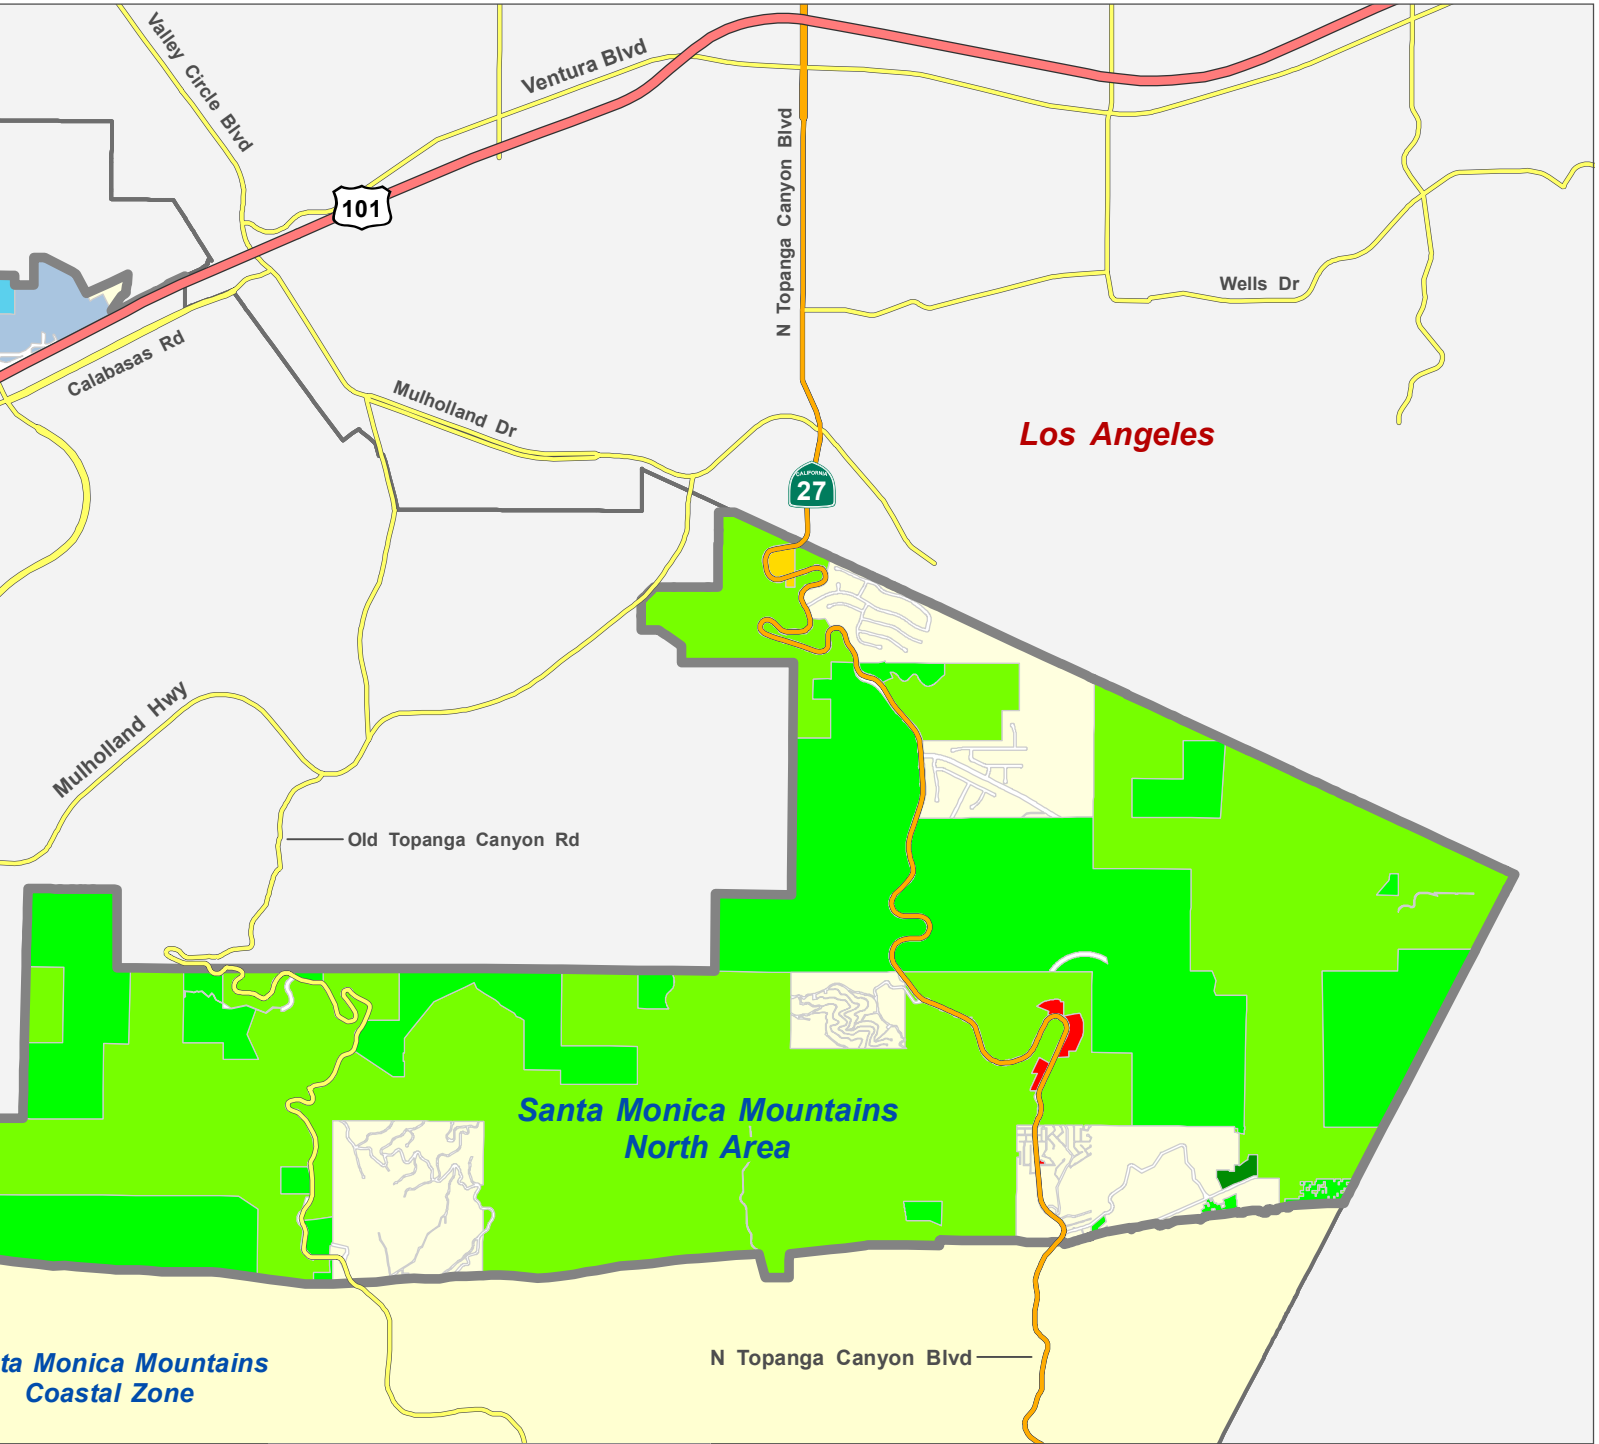 Valley Circle Blvd
Ventura Blvd
N Topanga Canyon Blvd
101
Wells Dr
Calabasas Rd
Mulholland Dr
Los Angeles
CALIFORNIA
27
Mulholland Hwy
Old Topanga Canyon Rd
Santa Monica Mountains
North Area
N Topanga Canyon Blvd
ta Monica Mountains
Coastal Zone